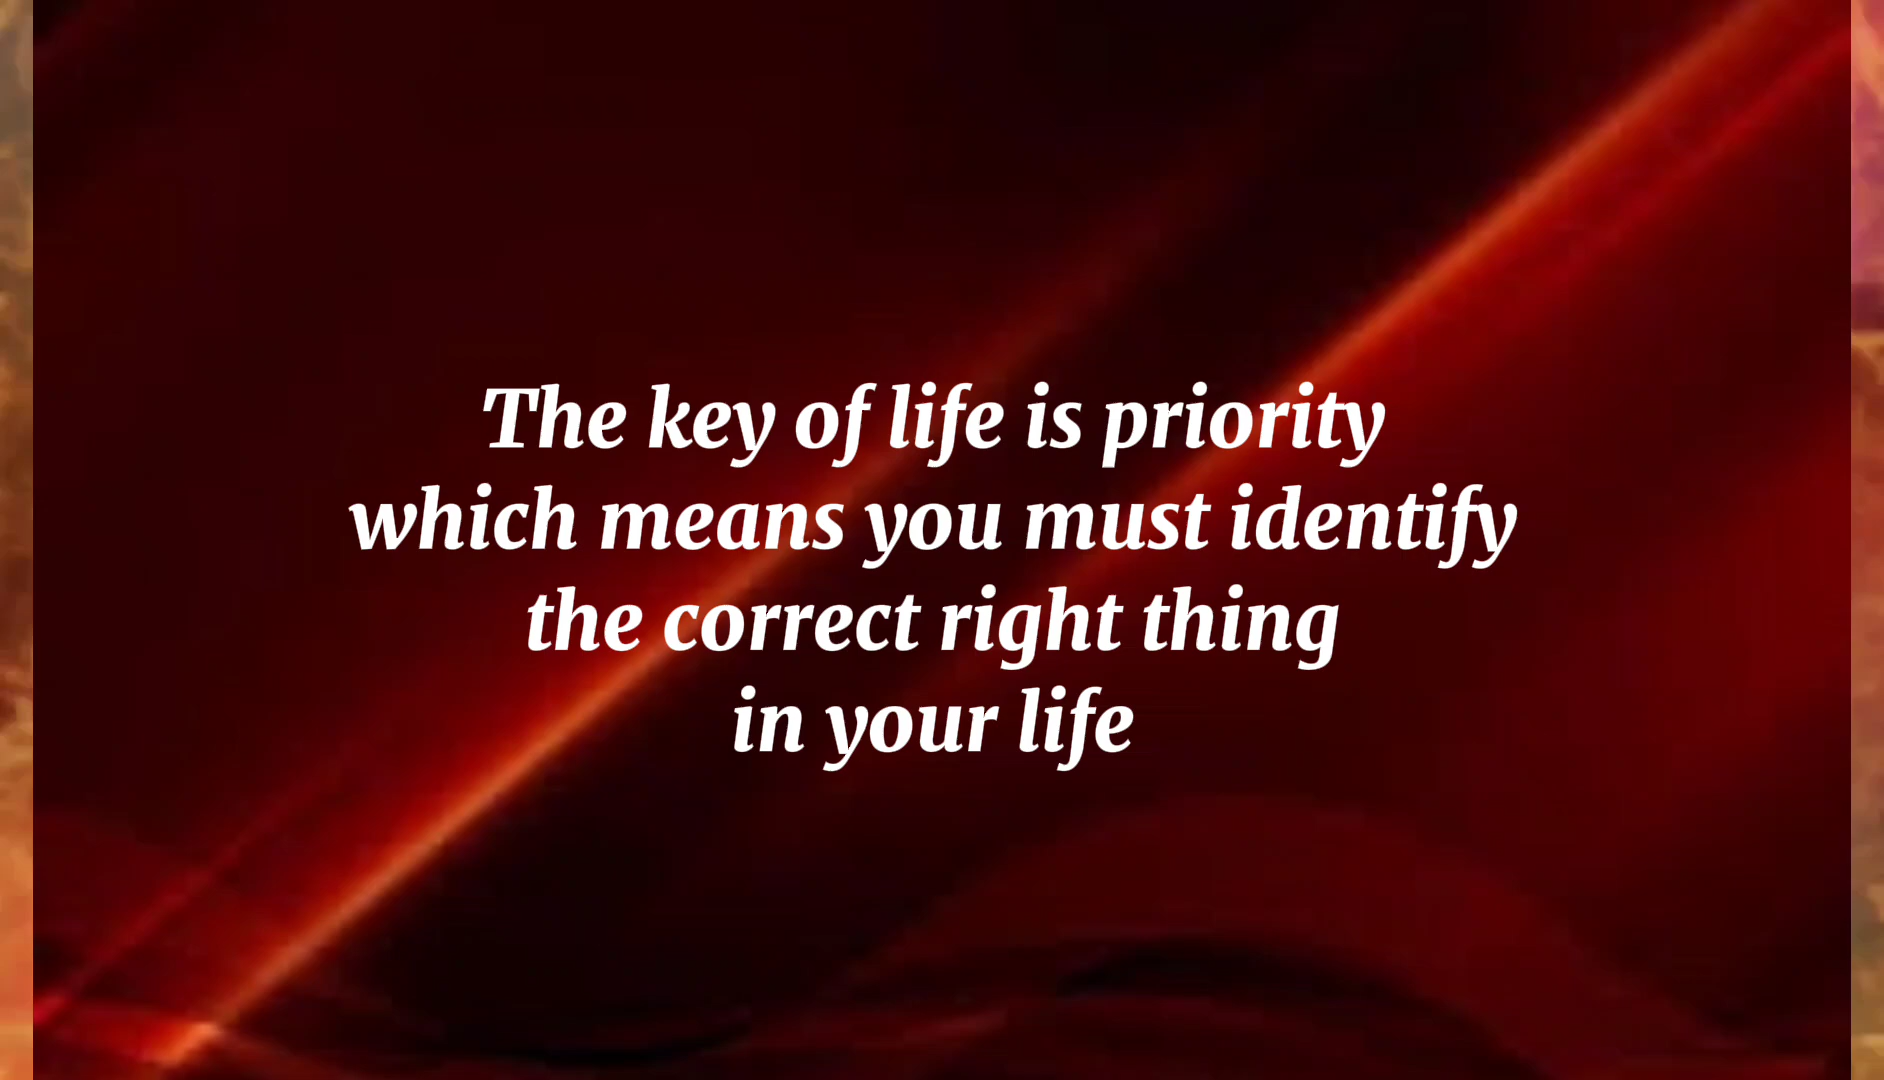 The key of life is priority
which means you must identify
the correct right thing
in your life